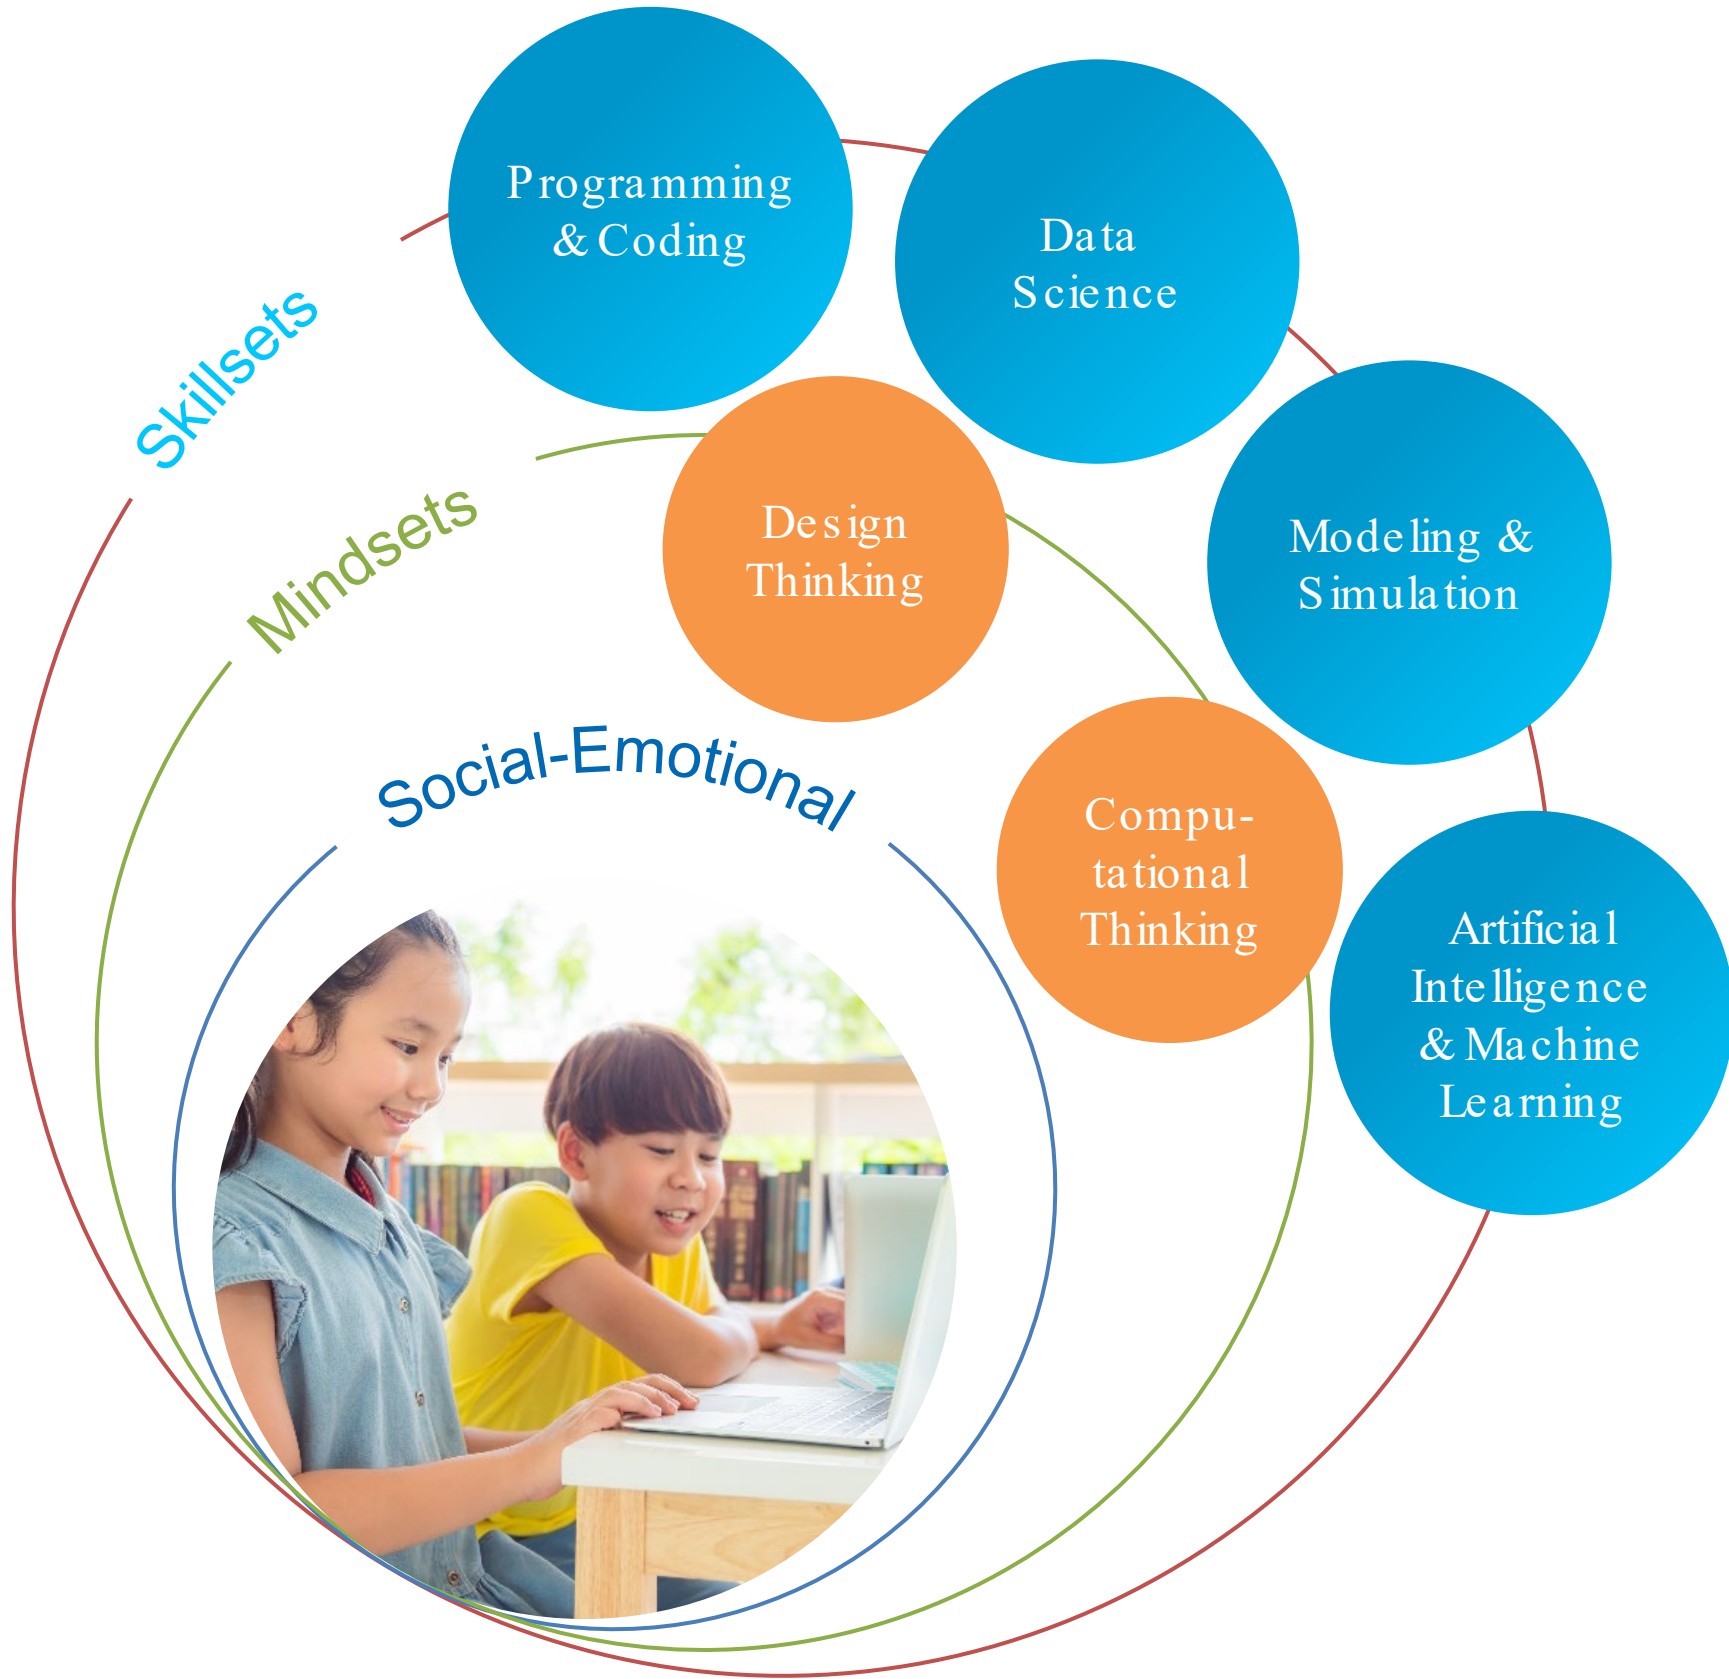 Programming
& Coding
Data
Science
Skillsets
Mindsets
Design
Thinking
Modeling &
Simulation
Social-Emotional
Compu-
tational
Thinking
Artificial
Intelligence
& Machine
Learning